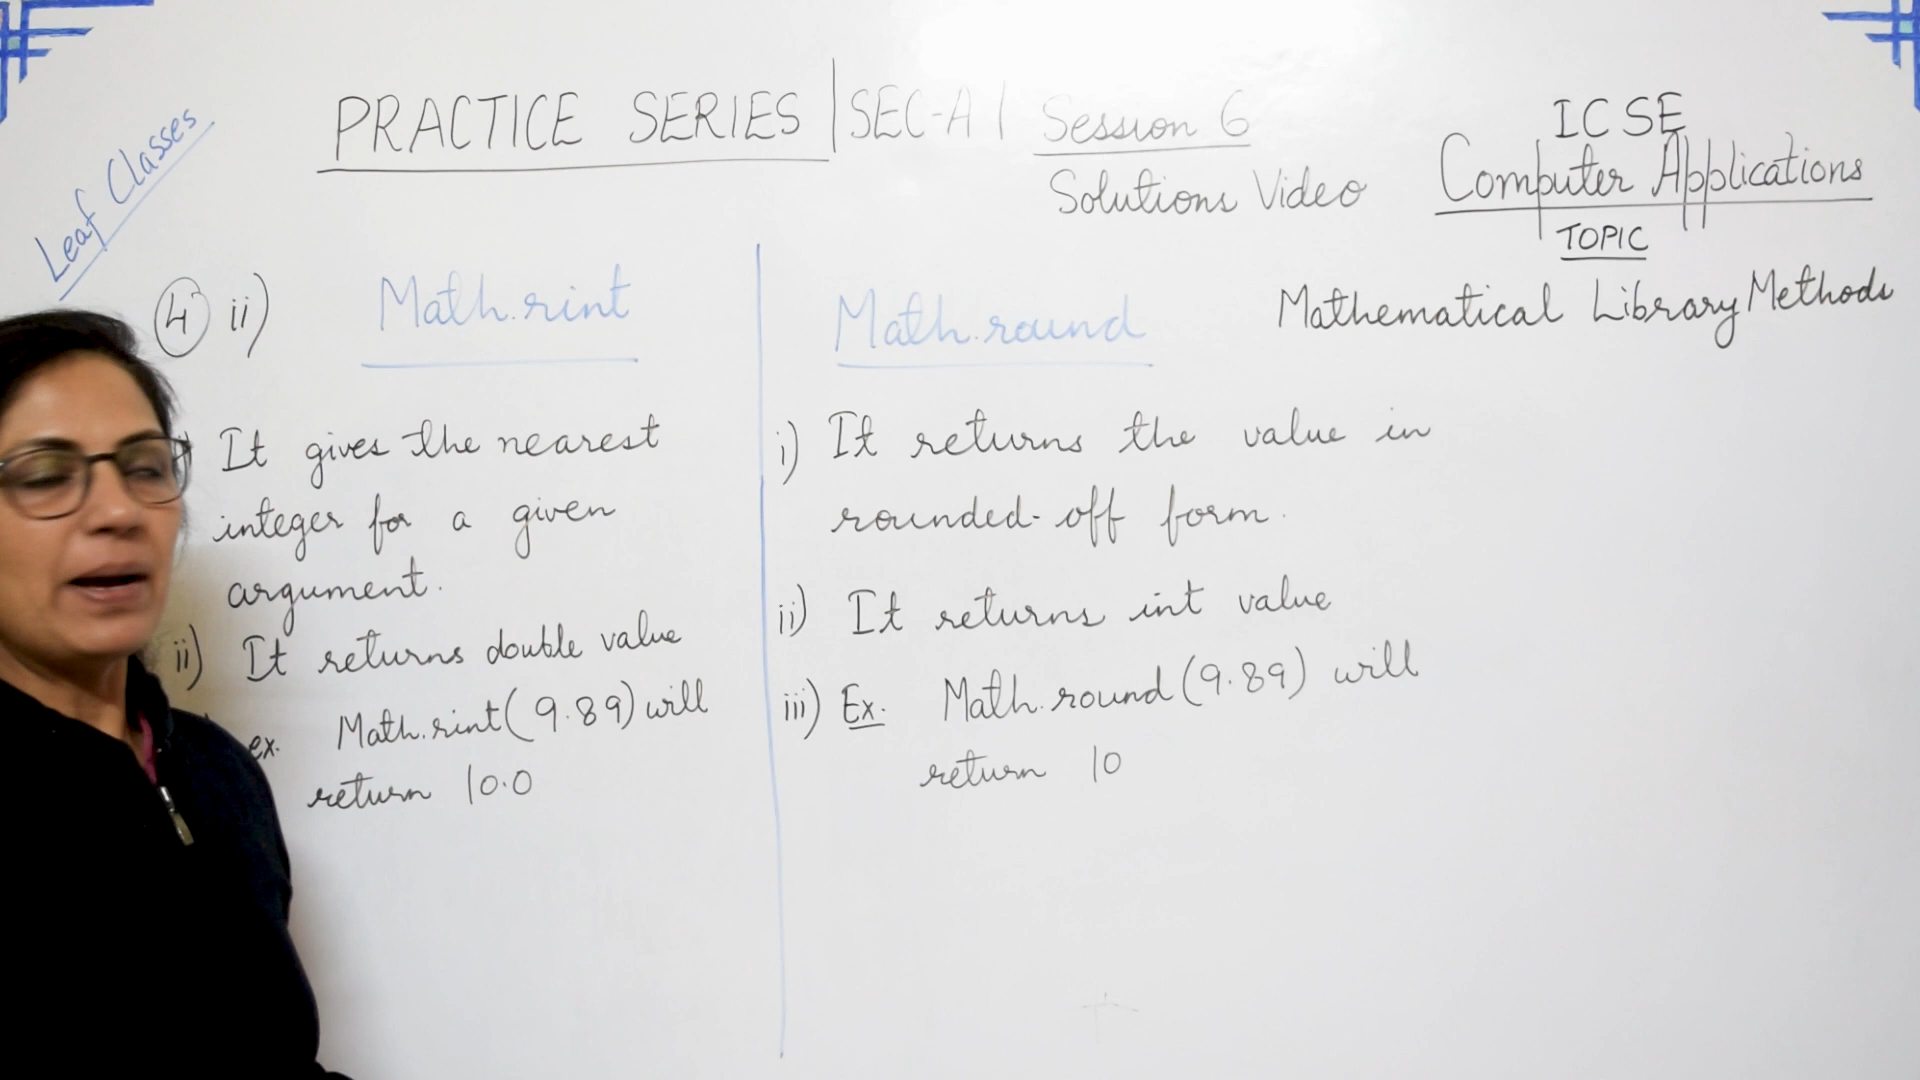 Leaf Classes
PRACTICE SERIES | SEC-A | Session 6
Solutions Video
ICSE
Computer Applications
TOPIC
Mathematical Library Methods
4 ii)
Math.rint
It gives the nearest
integer for a given
argument.
ii) It returns double value
ex. Math.rint(9.89) will
return 10.0
Math.round
i) It returns the value in
rounded-off form.
ii) It returns int value
iii) Ex. Math.round(9.89) will
return 10